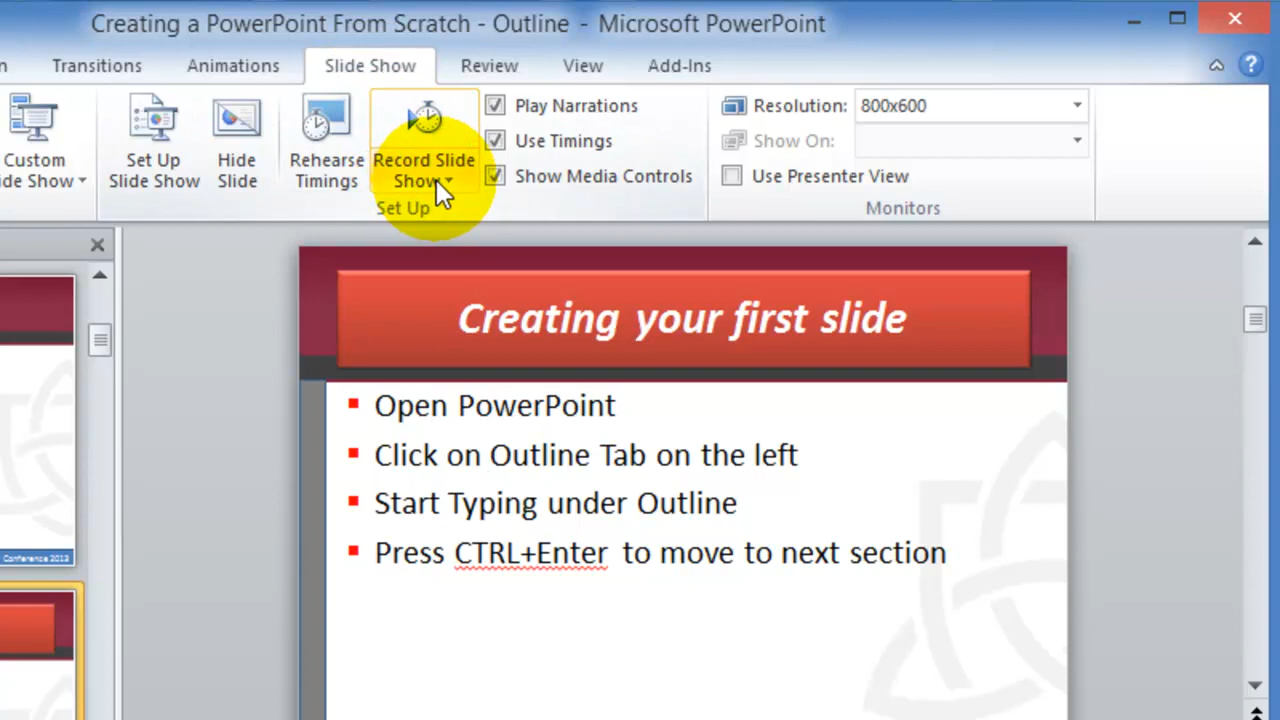 Creating a PowerPoint From Scratch - Outline - Microsoft PowerPoint
n Transitions Animations Slide Show Review View Add-Ins
Custom
de Show
Set Up
Slide Show
Hide
Slide
Rehearse
Timings
Record Slide
Show
Play Narrations
Use Timings
Show Media Controls
Set Up
Resolution: 800x600
Show On:
Use Presenter View
Monitors
Conference 2013
Creating your first slide
Open PowerPoint
Click on Outline Tab on the left
Start Typing under Outline
Press CTRL+Enter to move to next section